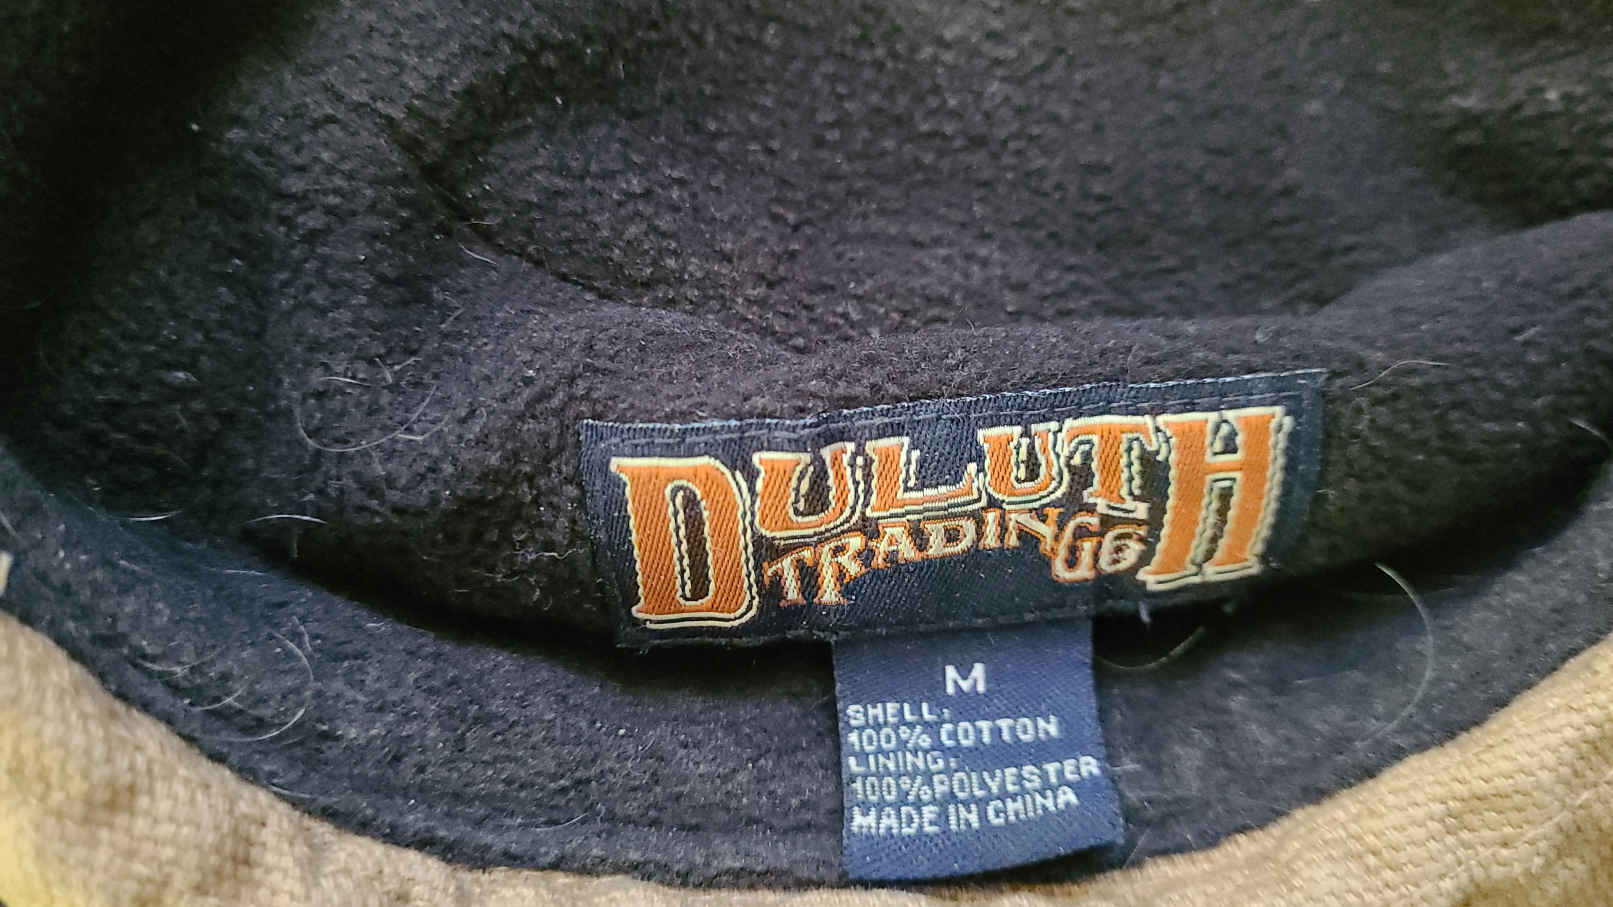 DULUTH
TRADING Co
M
SHELL:
100% COTTON
LINING:
100% POLYESTER
MADE IN CHINA